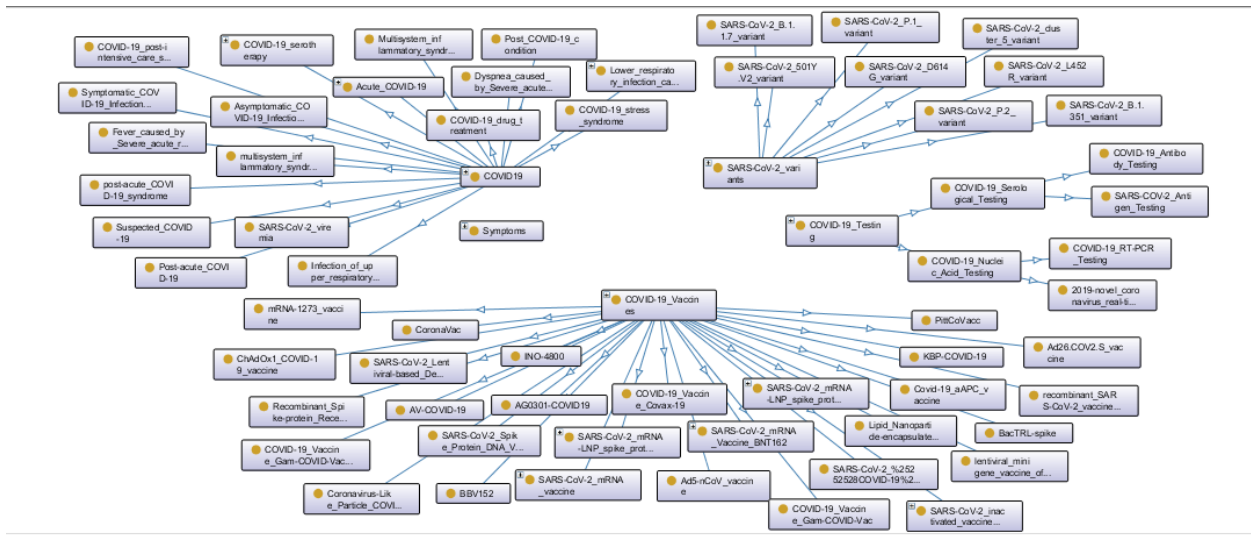 COVID-19_post-i
ntensive_care_s...
COVID-19_seroth
erapy
Multisystem_inf
lammatory_syndr...
Post_COVID-19_c
ondition
Lower_respirato
ry_infection_ca...
Acute_COVID-19
Dyspnea_caused_
by_Severe_acute...
Symptomatic_COV
ID-19_Infection...
Asymptomatic_CO
VID-19_Infectio...
COVID-19_drug_t
reatment
COVID-19_stress
_syndrome
Fever_caused_by
_Severe_acute_r...
multisystem_inf
lammatory_syndr...
COVID19
post-acute_COVI
D-19_syndrome
Suspected_COVID
-19
SARS-CoV-2_vire
mia
Symptoms
Post-acute_COVI
D-19
Infection_of_up
per_respiratory...
SARS-CoV-2_B.1.
1.7_variant
SARS-CoV-2_P.1_
variant
SARS-CoV-2_clus
ter_5_variant
SARS-CoV-2_501Y
.V2_variant
SARS-CoV-2_D614
G_variant
SARS-CoV-2_L452
R_variant
SARS-CoV-2_P.2_
variant
SARS-CoV-2_B.1.
351_variant
SARS-CoV-2_vari
ants
COVID-19_Antibo
dy_Testing
COVID-19_Serolo
gical_Testing
SARS-COV-2_Anti
gen_Testing
COVID-19_Testin
g
COVID-19_Nuclei
c_Acid_Testing
COVID-19_RT-PCR
_Testing
2019-novel_coro
navirus_real-ti...
COVID-19_Vaccin
es
mRNA-1273_vacci
ne
CoronaVac
PittCoVacc
ChAdOx1_COVID-1
9_vaccine
SARS-CoV-2_Lent
iviral-based_De...
INO-4800
KBP-COVID-19
Ad26.COV2.S_vac
cine
Recombinant_Spi
ke-protein_Rece...
AV-COVID-19
AG0301-COVID19
COVID-19_Vaccin
e_Covax-19
SARS-CoV-2_mRNA
-LNP_spike_prot...
Covid-19_aAPC_v
accine
recombinant_SAR
S-CoV-2_vaccine...
COVID-19_Vaccin
e_Gam-COVID-Vac...
SARS-CoV-2_Spik
e_Protein_DNA_V...
SARS-CoV-2_mRNA
-LNP_spike_prot...
SARS-CoV-2_mRNA
_Vaccine_BNT162
Lipid_Nanoparti
cle-encapsulate...
BacTRL-spike
Coronavirus-Lik
e_Particle_COVI...
BBV152
SARS-CoV-2_mRNA
_vaccine
Ad5-nCoV_vaccin
e
SARS-CoV-2_%252
52528COVID-19%2...
lentiviral_mini
gene_vaccine_of...
COVID-19_Vaccin
e_Gam-COVID-Vac
SARS-CoV-2_inac
tivated_vaccine...